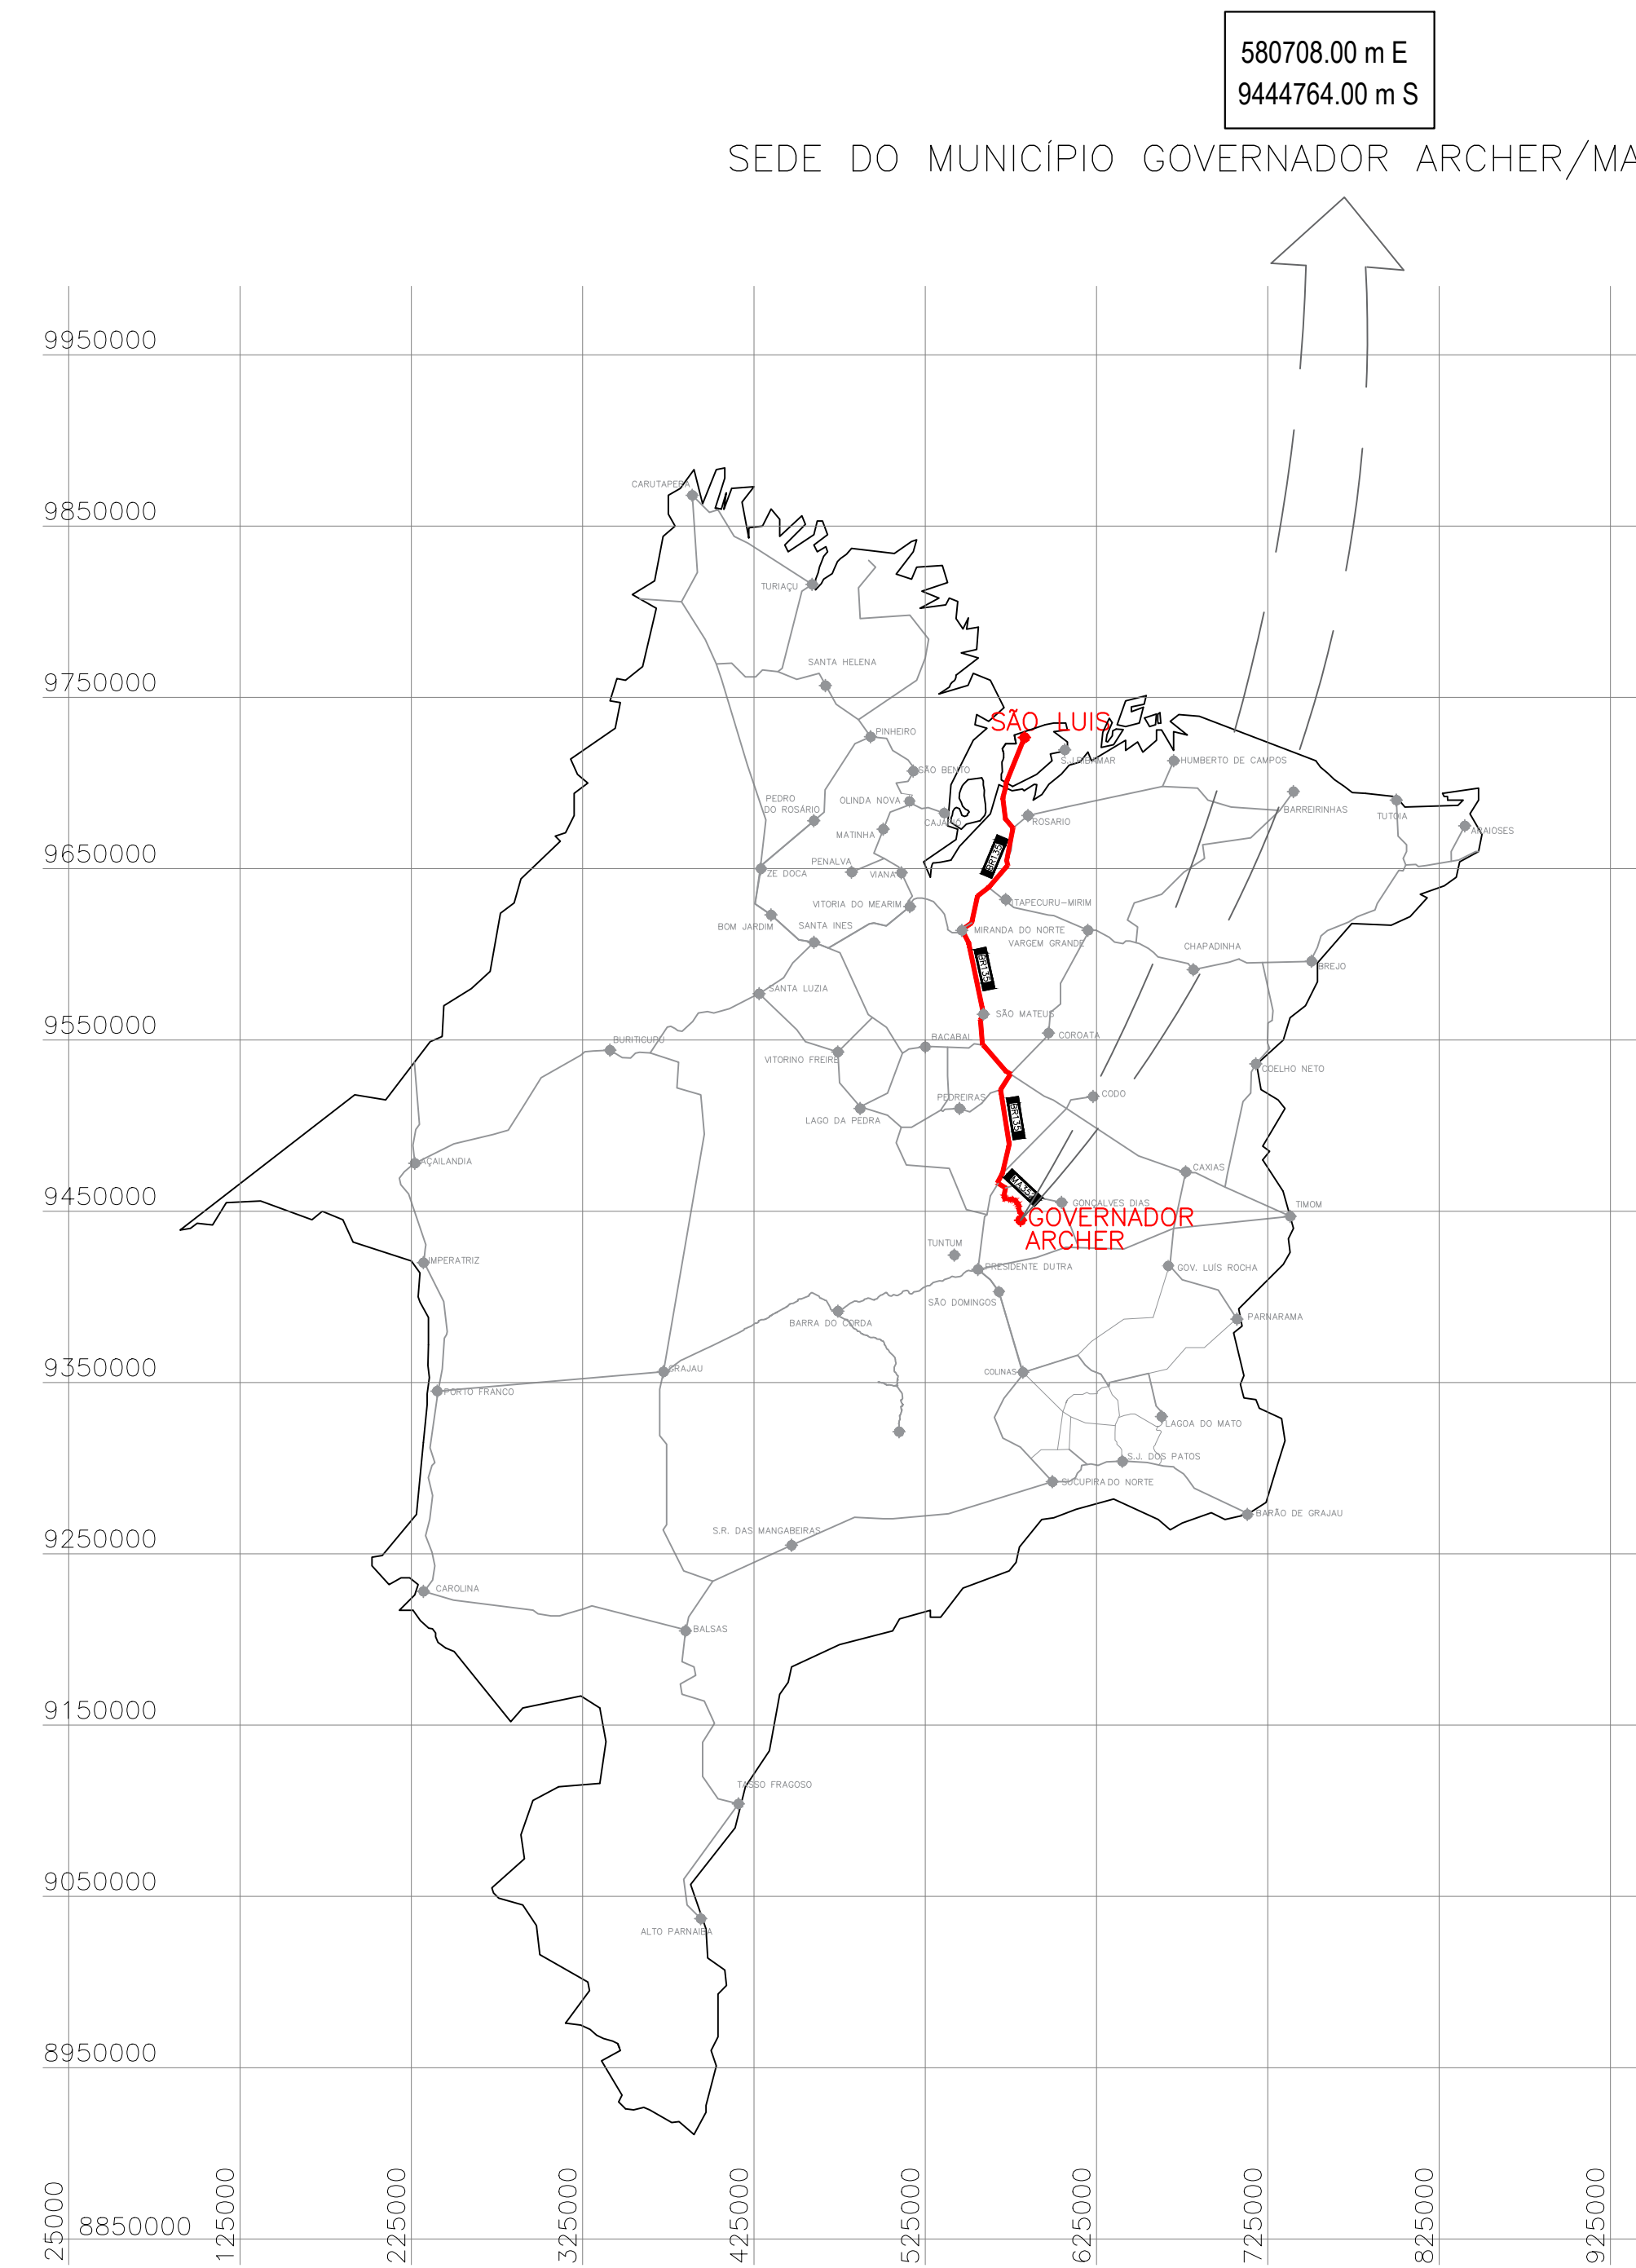 580708.00 m E
9444764.00 m S
SEDE DO MUNICÍPIO GOVERNADOR ARCHER/MA
9950000
CARUTAPERA
9850000
TURIAÇU
SANTA HELENA
9750000
SÃO LUIS
PINHEIRO
S.J.RIBAMAR
HUMBERTO DE CAMPOS
SÃO BENTO
PEDRO
DO ROSÁRIO
OLINDA NOVA
BARREIRINHAS
TUTOIA
CAJAPIÓ
ROSARIO
ARAIOSES
MATINHA
BR135
9650000
PENALVA
ZE DOCA
VIANA
VITORIA DO MEARIM
ITAPECURU-MIRIM
BOM JARDIM
SANTA INES
MIRANDA DO NORTE
VARGEM GRANDE
CHAPADINHA
BREJO
BR135
SANTA LUZIA
SÃO MATEUS
9550000
BURITICUPU
BACABAL
COROATA
VITORINO FREIRE
COELHO NETO
PEDREIRAS
CODO
LAGO DA PEDRA
BR135
AÇAILANDIA
CAXIAS
9450000
GONÇALVES DIAS
TIMOM
GOVERNADOR
ARCHER
TUNTUM
IMPERATRIZ
PRESIDENTE DUTRA
GOV. LUÍS ROCHA
SÃO DOMINGOS
BARRA DO CORDA
PARNARAMA
9350000
GRAJAU
COLINAS
PORTO FRANCO
LAGOA DO MATO
S.J. DOS PATOS
SUCUPIRA DO NORTE
BARÃO DE GRAJAU
9250000
S.R. DAS MANGABEIRAS
CAROLINA
BALSAS
9150000
TASSO FRAGOSO
9050000
ALTO PARNAIBA
8950000
8850000
25000
125000
225000
325000
425000
525000
625000
725000
825000
925000